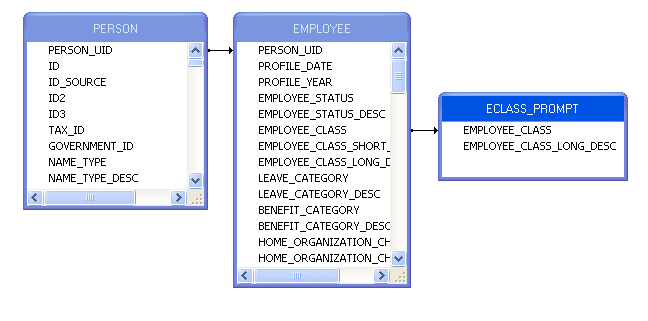 PERSON
PERSON_UID
ID
ID_SOURCE
ID2
ID3
TAX_ID
GOVERNMENT_ID
NAME_TYPE
NAME_TYPE_DESC
EMPLOYEE
PERSON_UID
PROFILE_DATE
PROFILE_YEAR
EMPLOYEE_STATUS
EMPLOYEE_STATUS_DESC
EMPLOYEE_CLASS
EMPLOYEE_CLASS_SHORT_
EMPLOYEE_CLASS_LONG_D
LEAVE_CATEGORY
LEAVE_CATEGORY_DESC
BENEFIT_CATEGORY
BENEFIT_CATEGORY_DESC
HOME_ORGANIZATION_CH
HOME_ORGANIZATION_CH
ECLASS_PROMPT
EMPLOYEE_CLASS
EMPLOYEE_CLASS_LONG_DESC